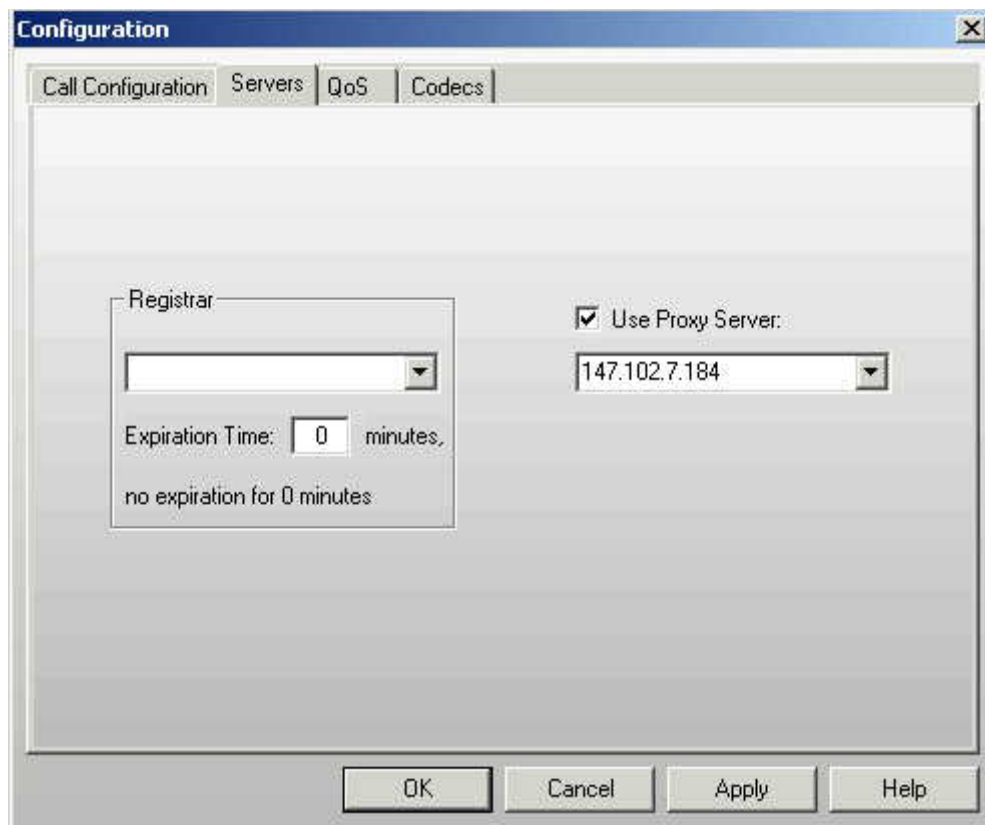 Configuration
Call Configuration Servers QoS Codecs
Registrar
Use Proxy Server:
147.102.7.184
Expiration Time: 0 minutes,
no expiration for 0 minutes
OK Cancel Apply Help